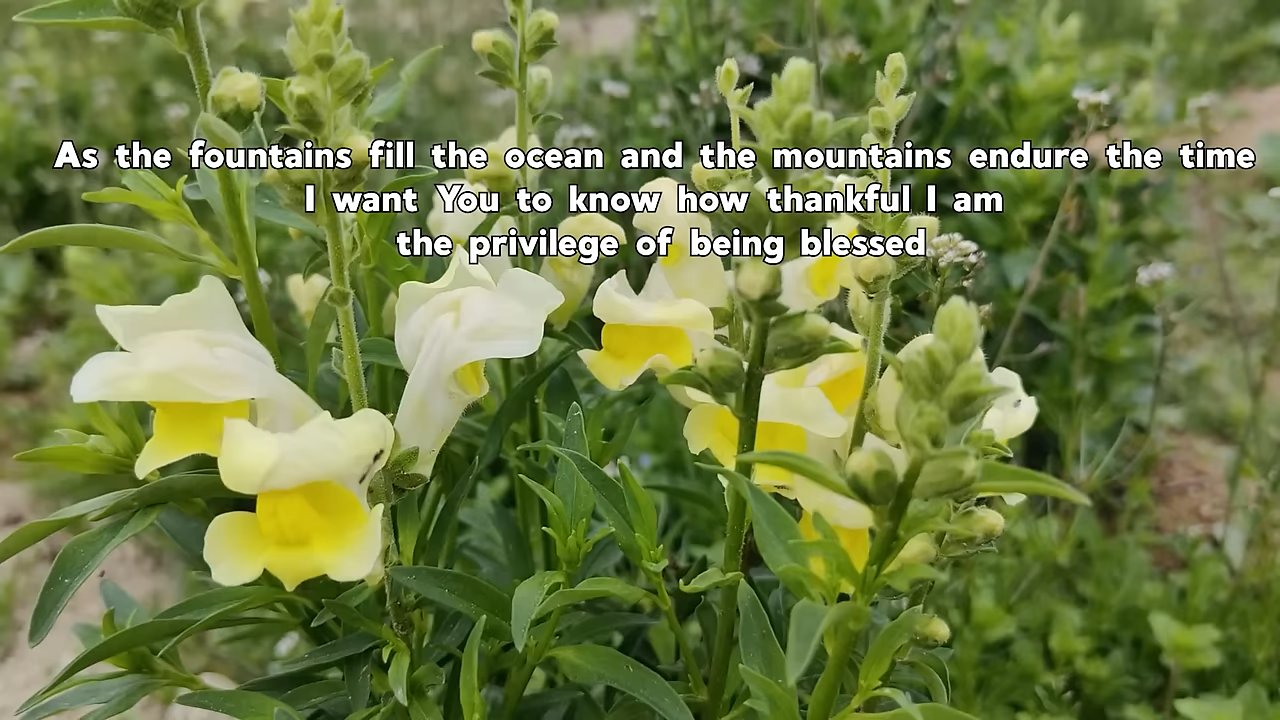 As the fountains fill the ocean and the mountains endure the time
I want You to know how thankful I am
the privilege of being blessed